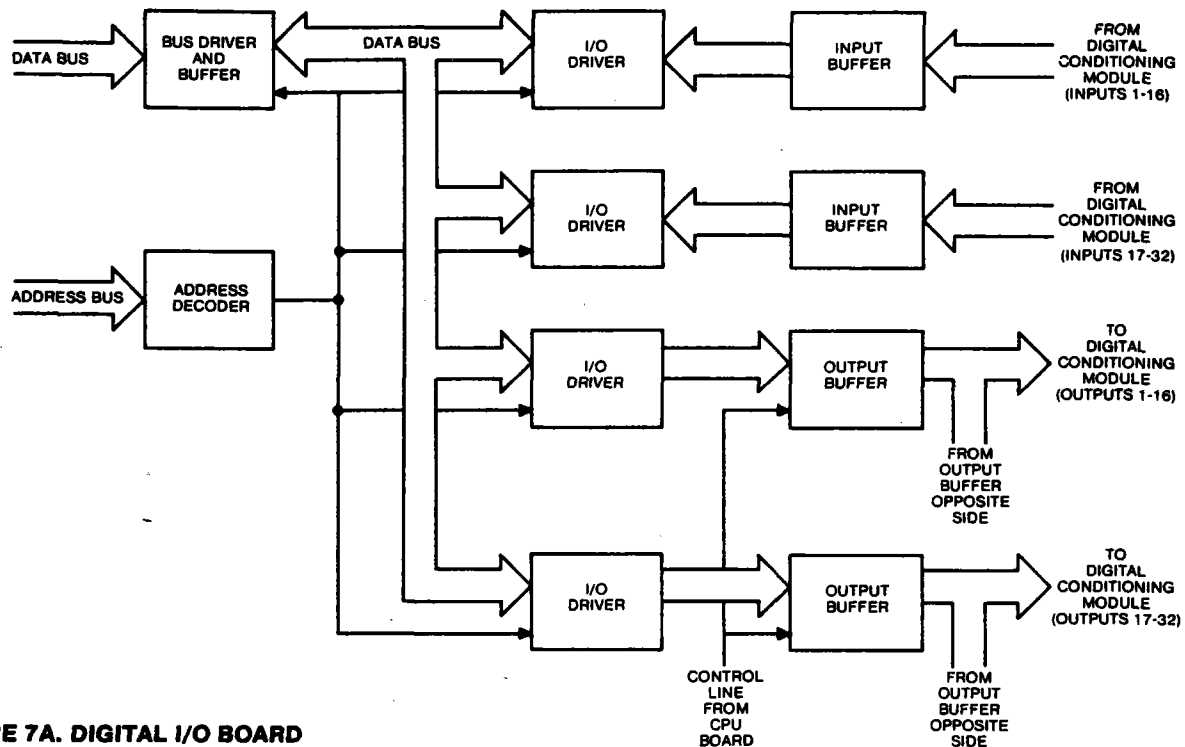 DATA BUS
BUS DRIVER
AND
BUFFER
DATA BUS
I/O
DRIVER
INPUT
BUFFER
FROM
DIGITAL
CONDITIONING
MODULE
(INPUTS 1-16)
I/O
DRIVER
INPUT
BUFFER
FROM
DIGITAL
CONDITIONING
MODULE
(INPUTS 17-32)
ADDRESS BUS
ADDRESS
DECODER
I/O
DRIVER
OUTPUT
BUFFER
TO
DIGITAL
CONDITIONING
MODULE
(OUTPUTS 1-16)
FROM
OUTPUT
BUFFER
OPPOSITE
SIDE
I/O
DRIVER
OUTPUT
BUFFER
TO
DIGITAL
CONDITIONING
MODULE
(OUTPUTS 17-32)
CONTROL
LINE
FROM
CPU
BOARD
FROM
OUTPUT
BUFFER
OPPOSITE
SIDE
E 7A. DIGITAL I/O BOARD